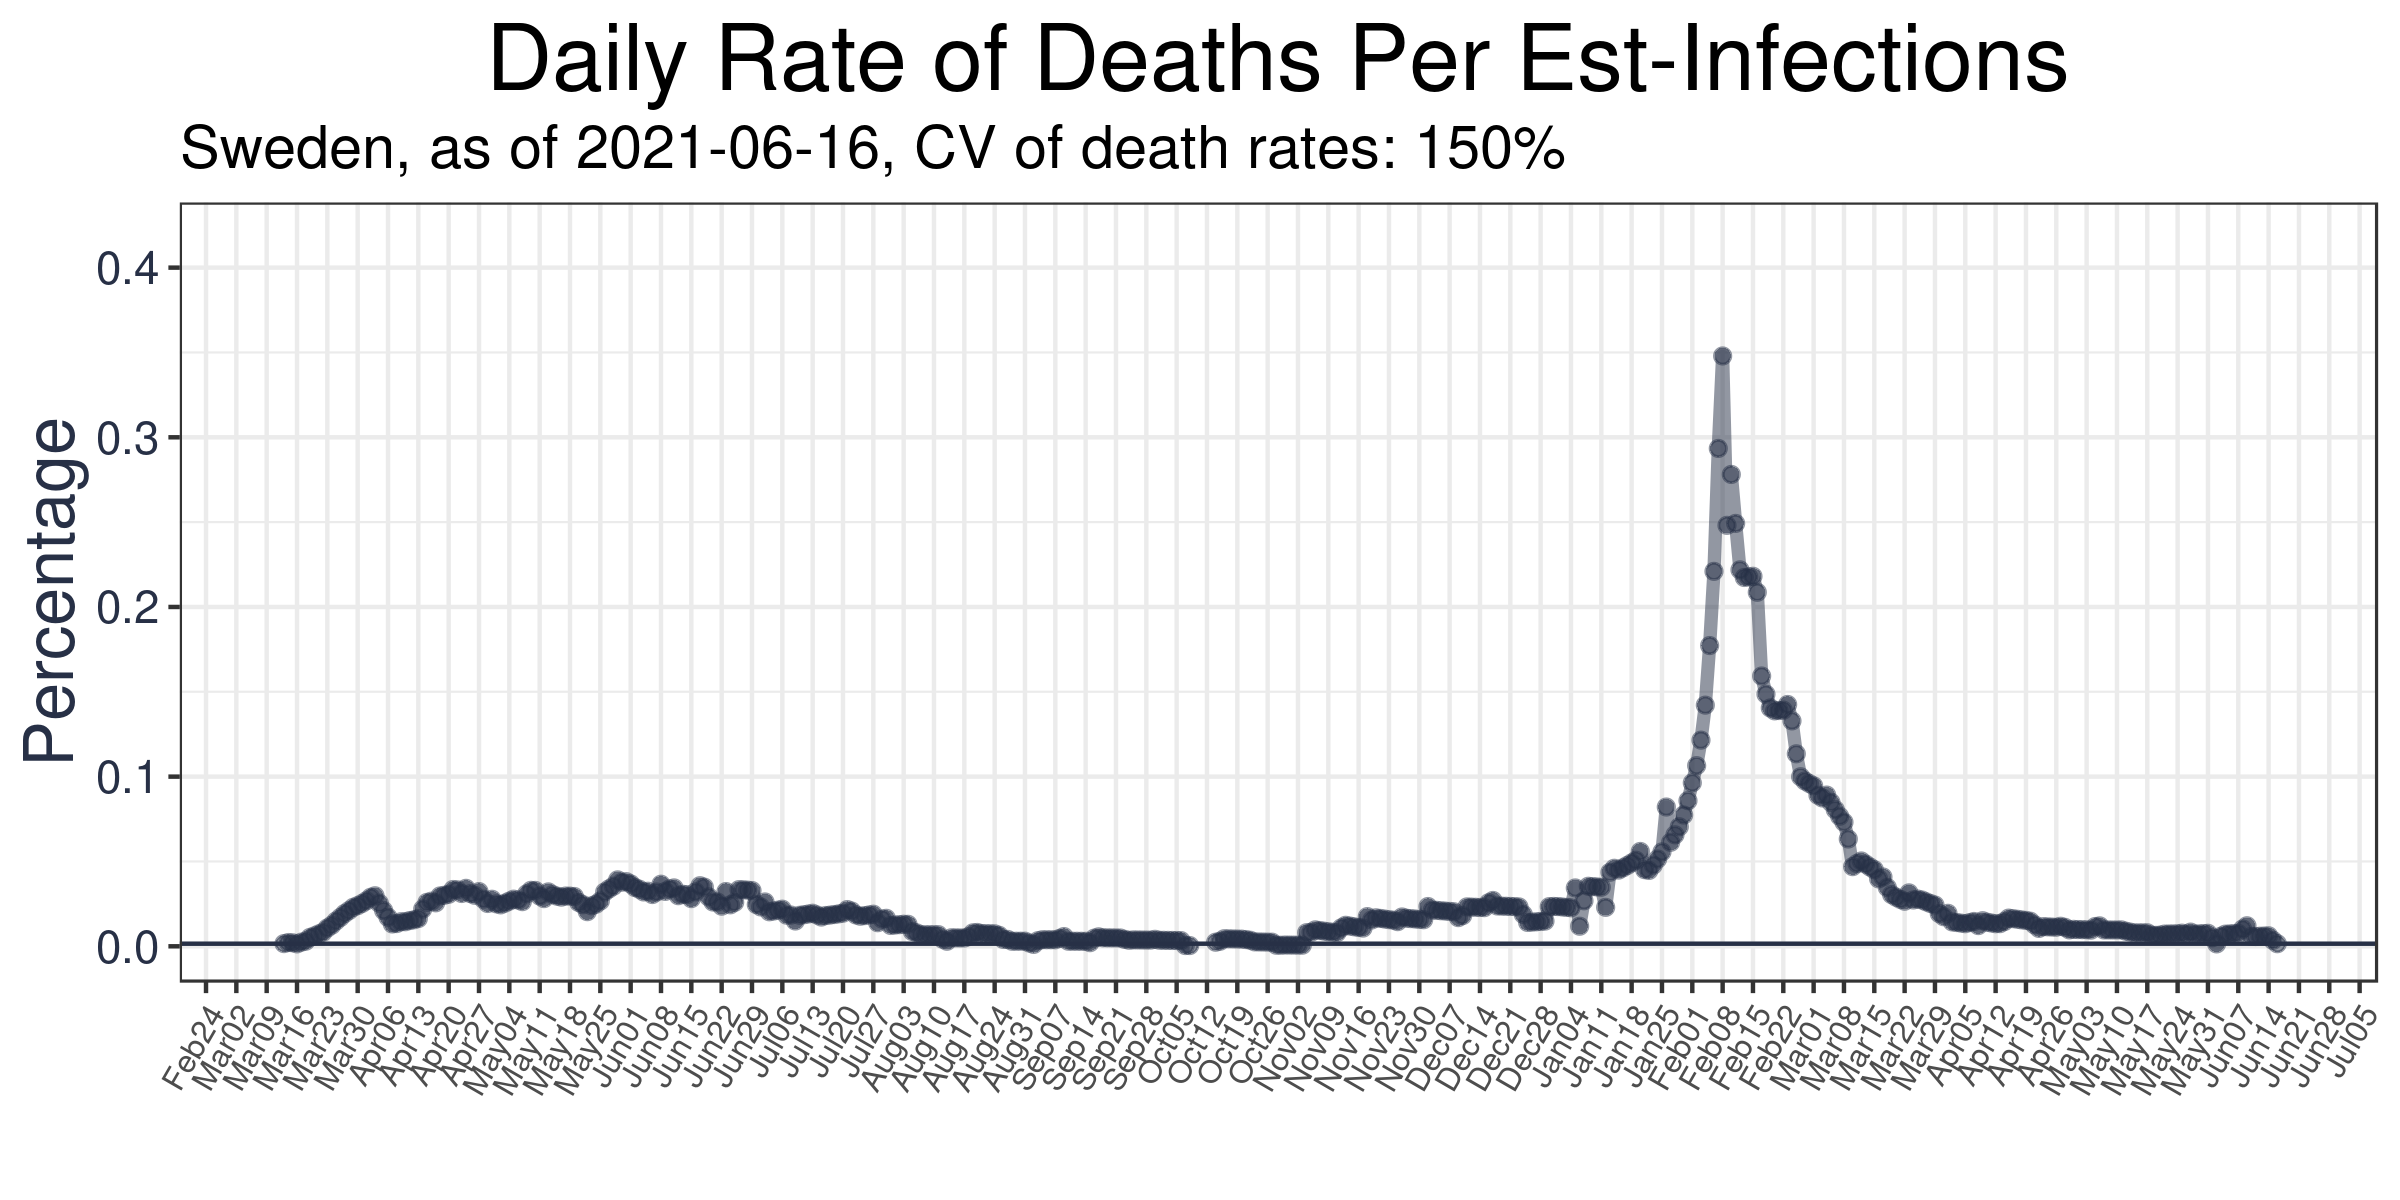 Daily Rate of Deaths Per Est-Infections
Sweden, as of 2021-06-16, CV of death rates: 150%
Percentage
0.4
0.3
0.2
0.1
0.0
Feb24 Mar02 Mar09 Mar16 Mar23 Mar30 Apr06 Apr13 Apr20 Apr27 May04 May11 May18 May25 Jun01 Jun08 Jun15 Jun22 Jun29 Jul06 Jul13 Jul20 Jul27 Aug03 Aug10 Aug17 Aug24 Aug31 Sep07 Sep14 Sep21 Sep28 Oct05 Oct12 Oct19 Oct26 Nov02 Nov09 Nov16 Nov23 Nov30 Dec07 Dec14 Dec21 Dec28 Jan04 Jan11 Jan18 Jan25 Feb01 Feb08 Feb15 Feb22 Mar01 Mar08 Mar15 Mar22 Mar29 Apr05 Apr12 Apr19 Apr26 May03 May10 May17 May24 May31 Jun07 Jun14 Jun21 Jun28 Jul05